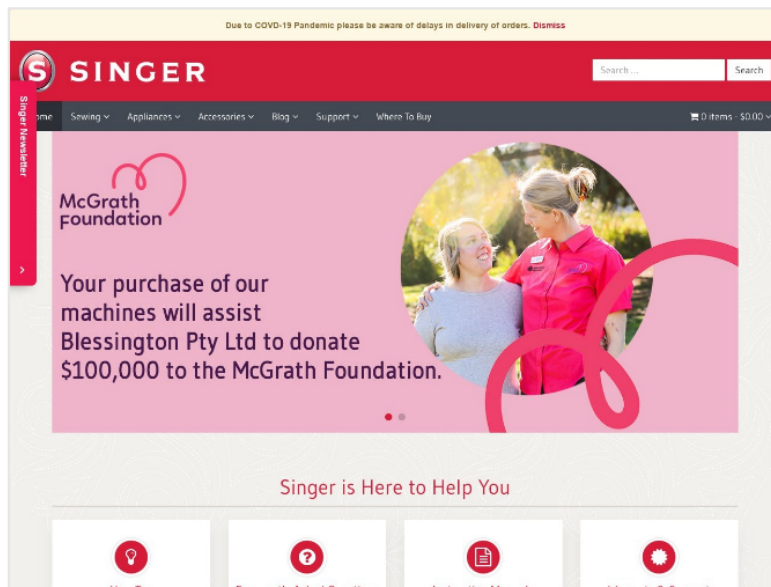 Due to COVD-19 Pandemic please be aware of delays in delivery of orders. Dismiss
S SINGER
Search ...
Search
Singer Newsletter
Sewing
Appliances
Accessories
Blog
Support
Where To Buy
0 items - $0.00
McGrath
foundation
Your purchase of our
machines will assist
Blessington Pty Ltd to donate
$100,000 to the McGrath Foundation.
Singer is Here to Help You